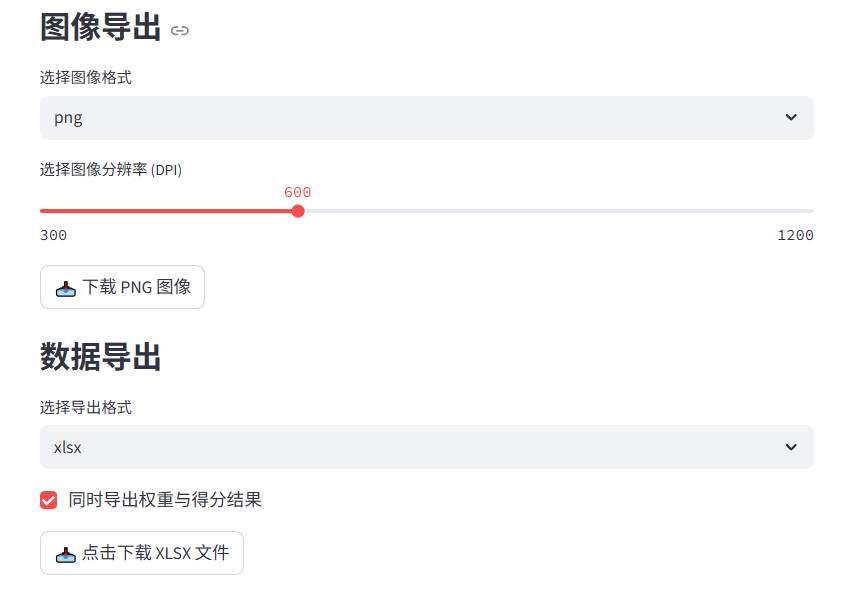 图像导出
选择图像格式
png
选择图像分辨率 (DPI)
600
300 1200
下载 PNG 图像
数据导出
选择导出格式
xlsx
同时导出权重与得分结果
点击下载 XLSX 文件